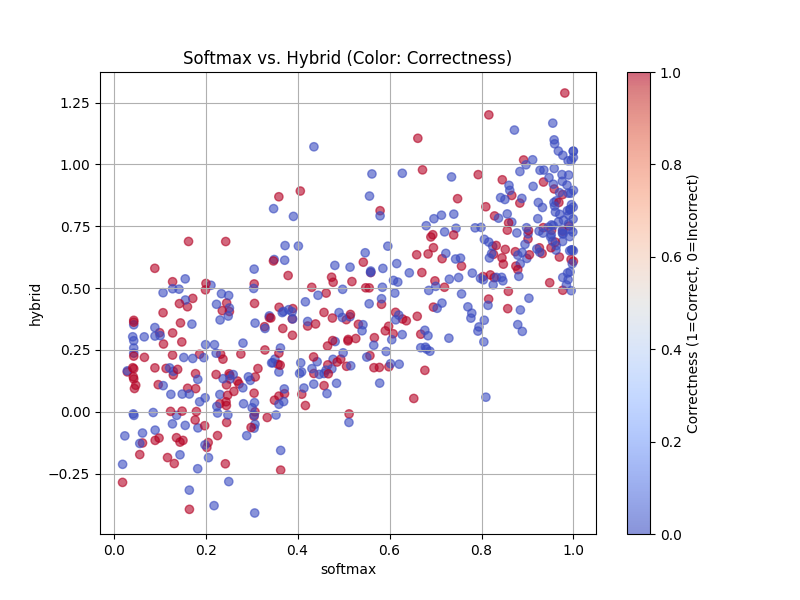 Softmax vs. Hybrid (Color: Correctness)
1.25
1.00
0.75
0.50
0.25
0.00
−0.25
hybrid
0.0 0.2 0.4 0.6 0.8 1.0
softmax
1.0
0.8
0.6
0.4
0.2
0.0
Correctness (1=Correct, 0=Incorrect)